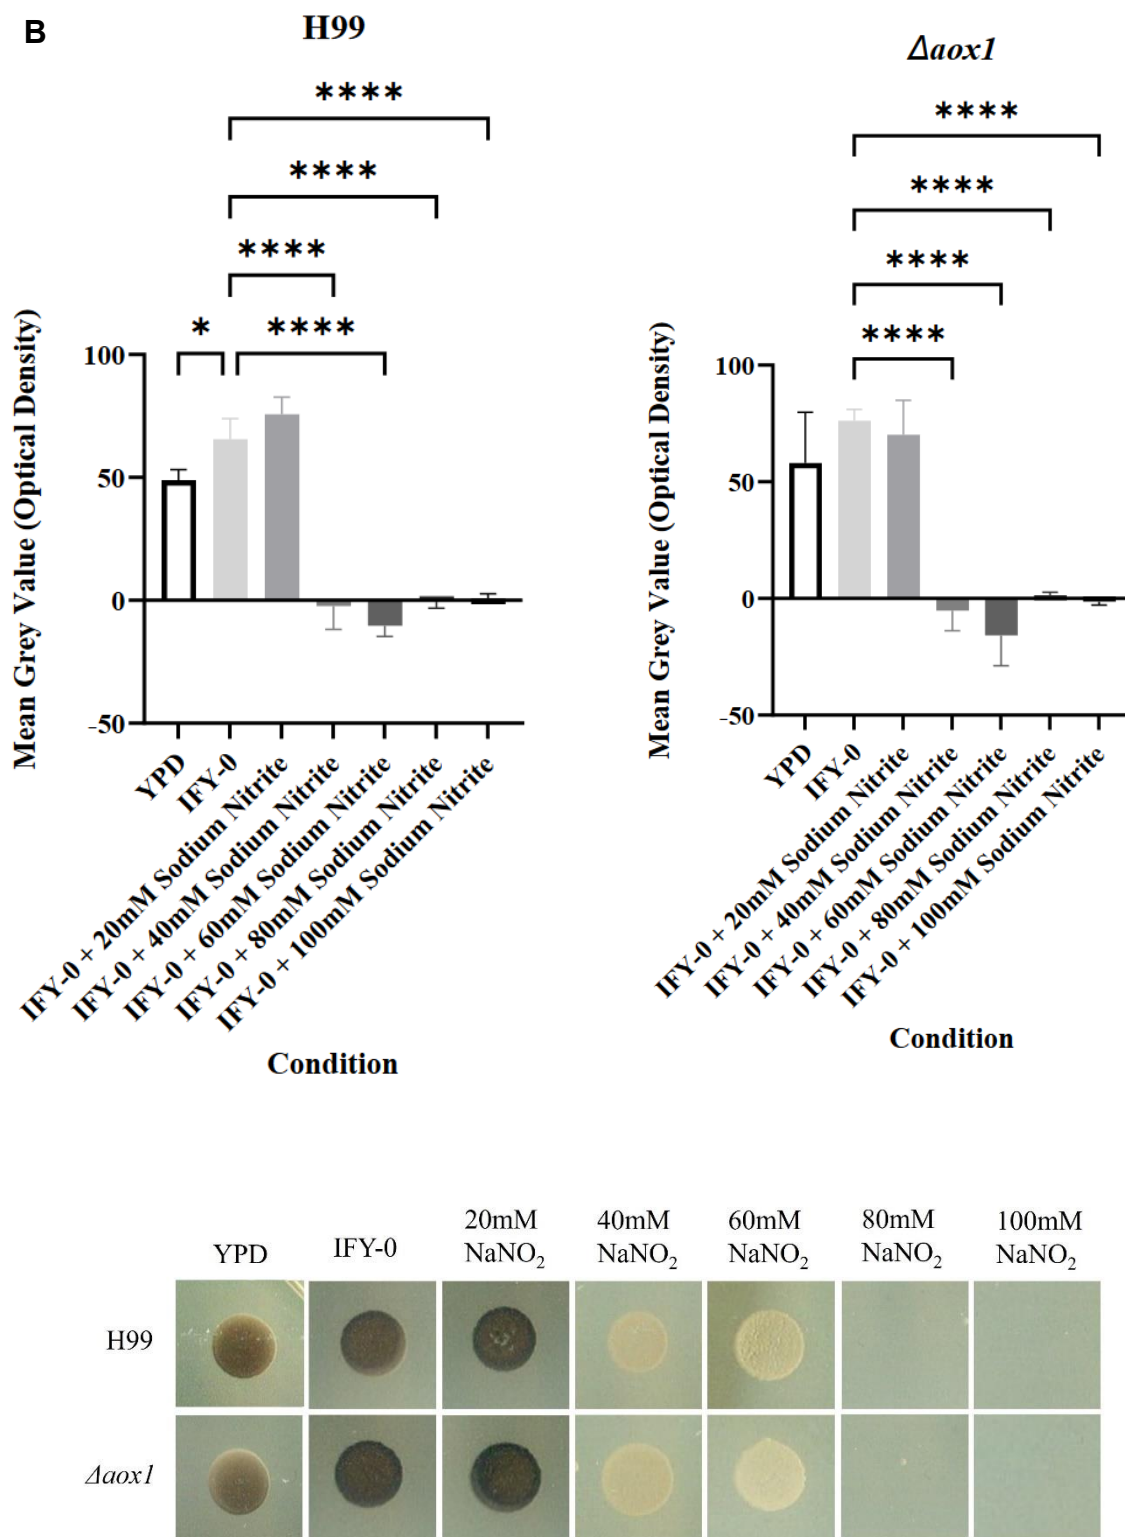 B
H99
Δaox1
****
****
****
*
****
****
****
****
****
Mean Grey Value (Optical Density)
100
50
0
-50
YPD
IFY-0
IFY-0 + 20mM Sodium Nitrite
IFY-0 + 40mM Sodium Nitrite
IFY-0 + 60mM Sodium Nitrite
IFY-0 + 80mM Sodium Nitrite
IFY-0 + 100mM Sodium Nitrite
Condition
Mean Grey Value (Optical Density)
100
50
0
-50
YPD
IFY-0
IFY-0 + 20mM Sodium Nitrite
IFY-0 + 40mM Sodium Nitrite
IFY-0 + 60mM Sodium Nitrite
IFY-0 + 80mM Sodium Nitrite
IFY-0 + 100mM Sodium Nitrite
Condition
YPD
IFY-0
20mM
NaNO₂
40mM
NaNO₂
60mM
NaNO₂
80mM
NaNO₂
100mM
NaNO₂
H99
Δaox1